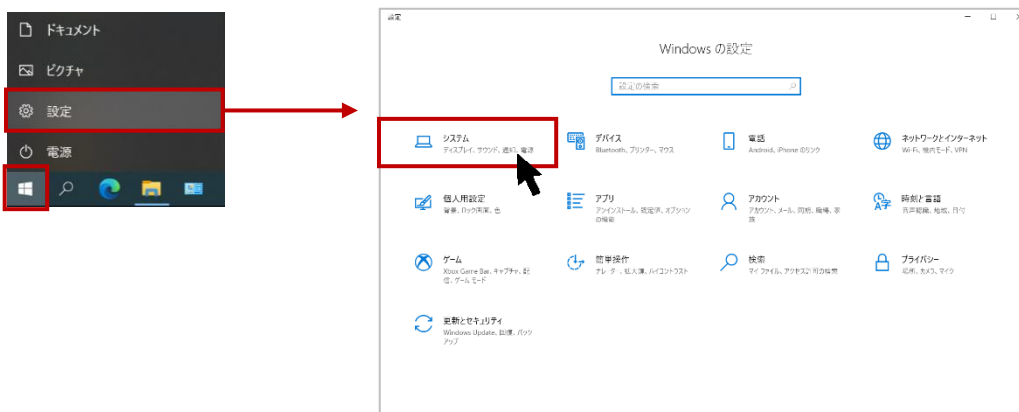 ドキュメント
ピクチャ
設定
電源
設定
Windows の設定
設定の検索
システム
ディスプレイ、サウンド、通知、電源
デバイス
Bluetooth、プリンター、マウス
電話
Android、iPhone のリンク
ネットワークとインターネット
Wi-Fi、機内モード、VPN
個人用設定
背景、ロック画面、色
アプリ
アンインストール、既定値、オプション
の機能
アカウント
アカウント、メール、同期、職場、家
族
時刻と言語
音声認識、地域、日付
ゲーム
Xbox Game Bar、キャプチャ、配
信、ゲーム モード
簡単操作
ナレーター、拡大鏡、ハイコントラスト
検索
マイ ファイル、アクセス許可の検索
プライバシー
場所、カメラ、マイク
更新とセキュリティ
Windows Update、回復、バック
アップ